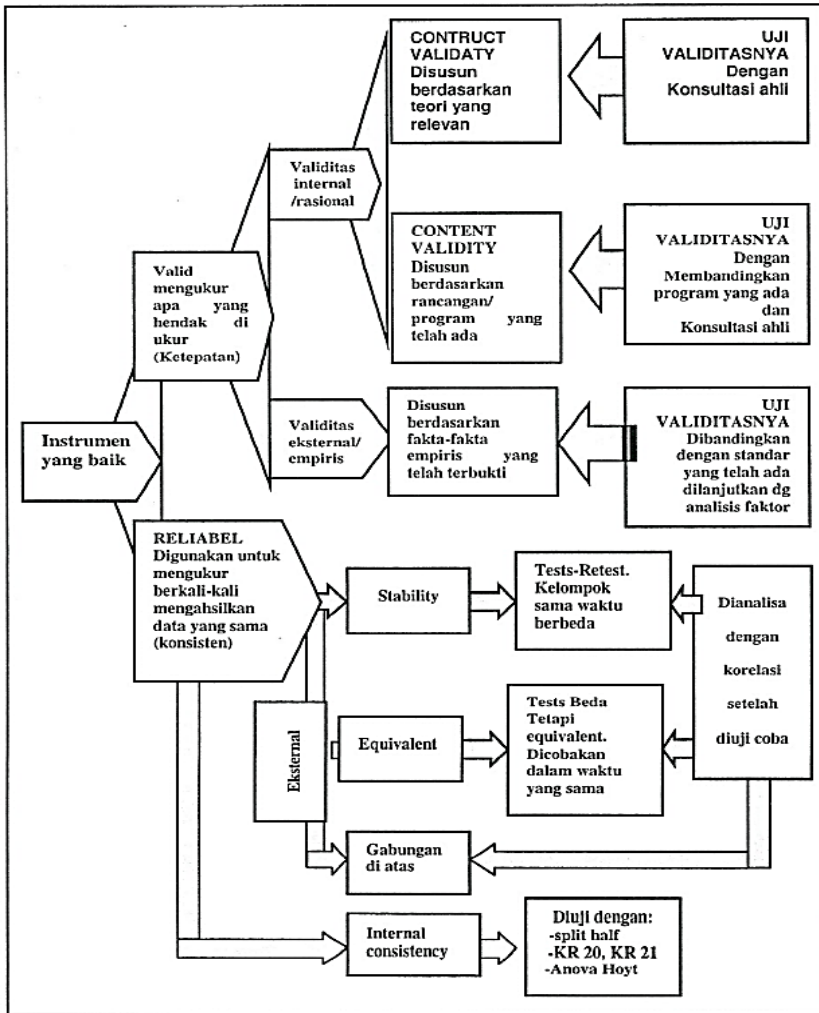 CONTRUCT
VALIDATY
Disusun
berdasarkan
teori yang
relevan
UJI
VALIDITASNYA
Dengan
Konsultasi ahli
Validitas
internal
/rasional
CONTENT
VALIDITY
Disusun
berdasarkan
rancangan/
program yang
telah ada
UJI
VALIDITASNYA
Dengan
Membandingkan
program yang ada
dan
Konsultasi ahli
Valid
mengukur
apa yang
hendak di
ukur
(Ketepatan)
Validitas
eksternal/
empiris
Disusun
berdasarkan
fakta-fakta
empiris yang
telah terbukti
UJI
VALIDITASNYA
Dibandingkan
dengan standar
yang telah ada
dilanjutkan dg
analisis faktor
Instrumen
yang baik
RELIABEL
Digunakan untuk
mengukur
berkali-kali
mengahsilkan
data yang sama
(konsisten)
Stability
Tests-Retest.
Kelompok
sama waktu
berbeda
Dianalisa
dengan
korelasi
setelah
diuji coba
Eksternal
Equivalent
Tests Beda
Tetapi
equivalent.
Dicobakan
dalam waktu
yang sama
Gabungan
di atas
Internal
consistency
Diuji dengan:
-split half
-KR 20, KR 21
-Anova Hoyt